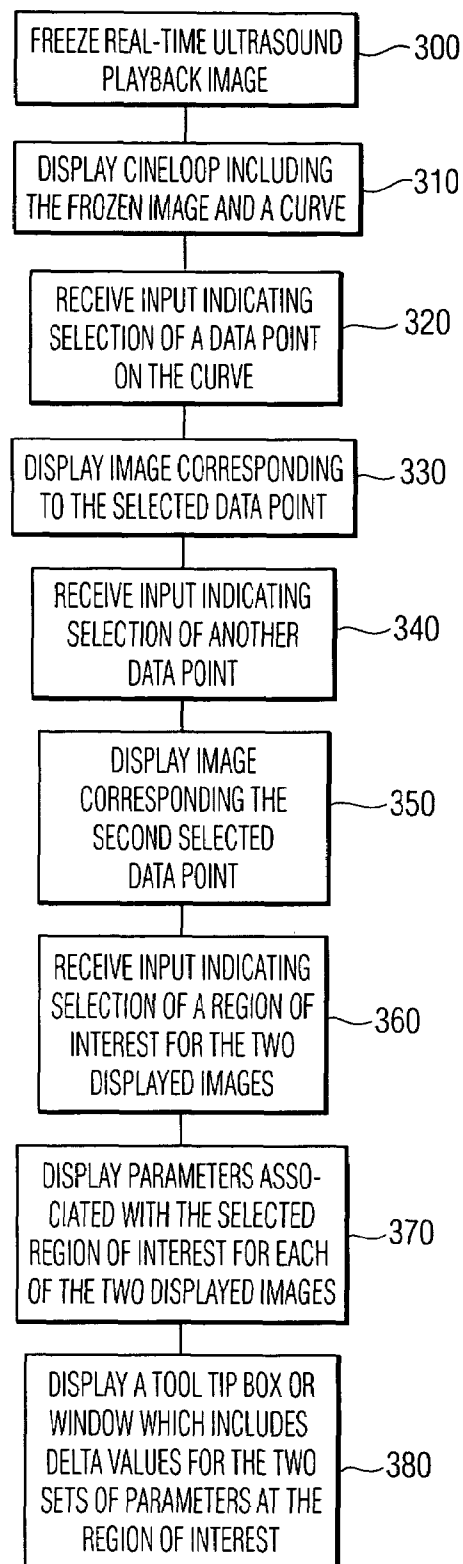 FREEZE REAL-TIME ULTRASOUND
PLAYBACK IMAGE
300
DISPLAY CINELOOP INCLUDING
THE FROZEN IMAGE AND A CURVE
310
RECEIVE INPUT INDICATING
SELECTION OF A DATA POINT
ON THE CURVE
320
DISPLAY IMAGE CORRESPONDING
TO THE SELECTED DATA POINT
330
RECEIVE INPUT INDICATING
SELECTION OF ANOTHER
DATA POINT
340
DISPLAY IMAGE
CORRESPONDING THE
SECOND SELECTED
DATA POINT
350
RECEIVE INPUT INDICATING
SELECTION OF A REGION OF
INTEREST FOR THE TWO
DISPLAYED IMAGES
360
DISPLAY PARAMETERS ASSO-
CIATED WITH THE SELECTED
REGION OF INTEREST FOR EACH
OF THE TWO DISPLAYED IMAGES
370
DISPLAY A TOOL TIP BOX OR
WINDOW WHICH INCLUDES
DELTA VALUES FOR THE TWO
SETS OF PARAMETERS AT THE
REGION OF INTEREST
380